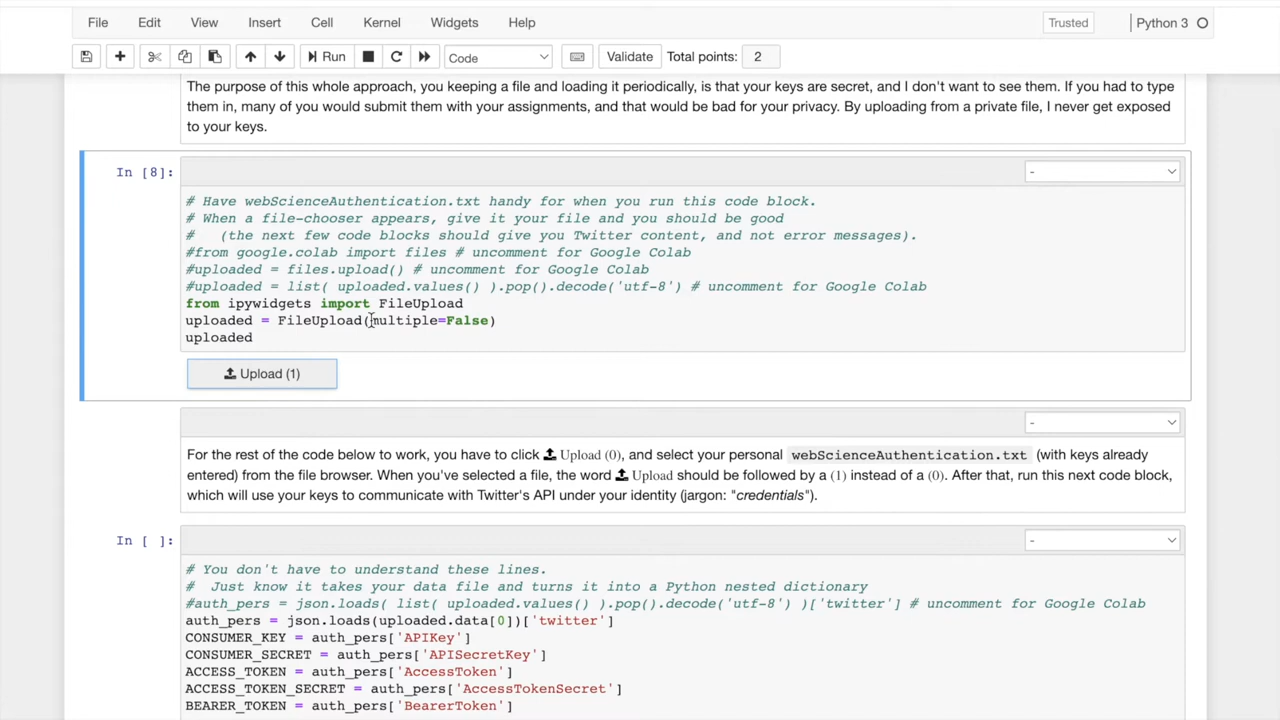 File Edit View Insert Cell Kernel Widgets Help Trusted Python 3
Run Code Validate Total points: 2
The purpose of this whole approach, you keeping a file and loading it periodically, is that your keys are secret, and I don't want to see them. If you had to type
them in, many of you would submit them with your assignments, and that would be bad for your privacy. By uploading from a private file, I never get exposed
to your keys.
In [8]:
-
# Have webScienceAuthentication.txt handy for when you run this code block.
# When a file-chooser appears, give it your file and you should be good
#   (the next few code blocks should give you Twitter content, and not error messages).
#from google.colab import files # uncomment for Google Colab
#uploaded = files.upload() # uncomment for Google Colab
#uploaded = list( uploaded.values() ).pop().decode('utf-8') # uncomment for Google Colab
from ipywidgets import FileUpload
uploaded = FileUpload(multiple=False)
uploaded
Upload (1)
-
For the rest of the code below to work, you have to click Upload (0), and select your personal webScienceAuthentication.txt (with keys already
entered) from the file browser. When you've selected a file, the word Upload should be followed by a (1) instead of a (0). After that, run this next code block,
which will use your keys to communicate with Twitter's API under your identity (jargon: "credentials").
In [ ]:
-
# You don't have to understand these lines.
#  Just know it takes your data file and turns it into a Python nested dictionary
#auth_pers = json.loads( list( uploaded.values() ).pop().decode('utf-8') )['twitter'] # uncomment for Google Colab
auth_pers = json.loads(uploaded.data[0])['twitter']
CONSUMER_KEY = auth_pers['APIKey']
CONSUMER_SECRET = auth_pers['APISecretKey']
ACCESS_TOKEN = auth_pers['AccessToken']
ACCESS_TOKEN_SECRET = auth_pers['AccessTokenSecret']
BEARER_TOKEN = auth_pers['BearerToken']